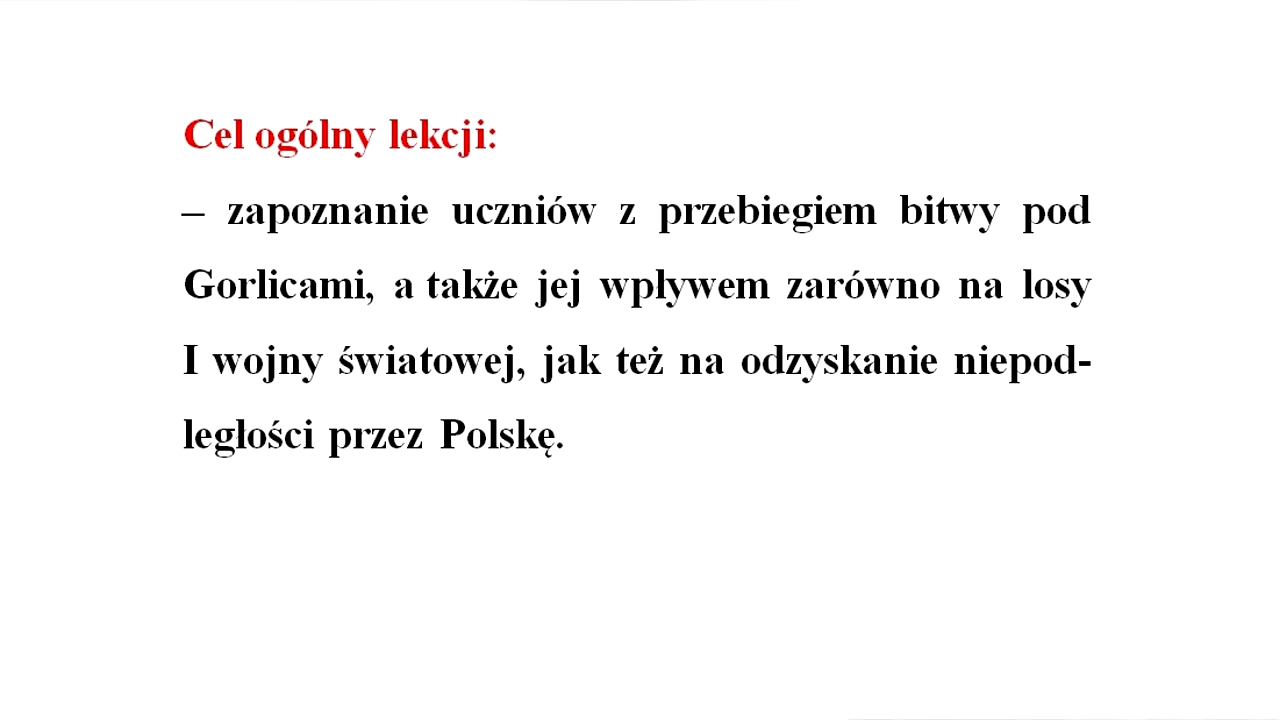 Cel ogólny lekcji:
– zapoznanie uczniów z przebiegiem bitwy pod
Gorlicami, a także jej wpływem zarówno na losy
I wojny światowej, jak też na odzyskanie niepod-
ległości przez Polskę.